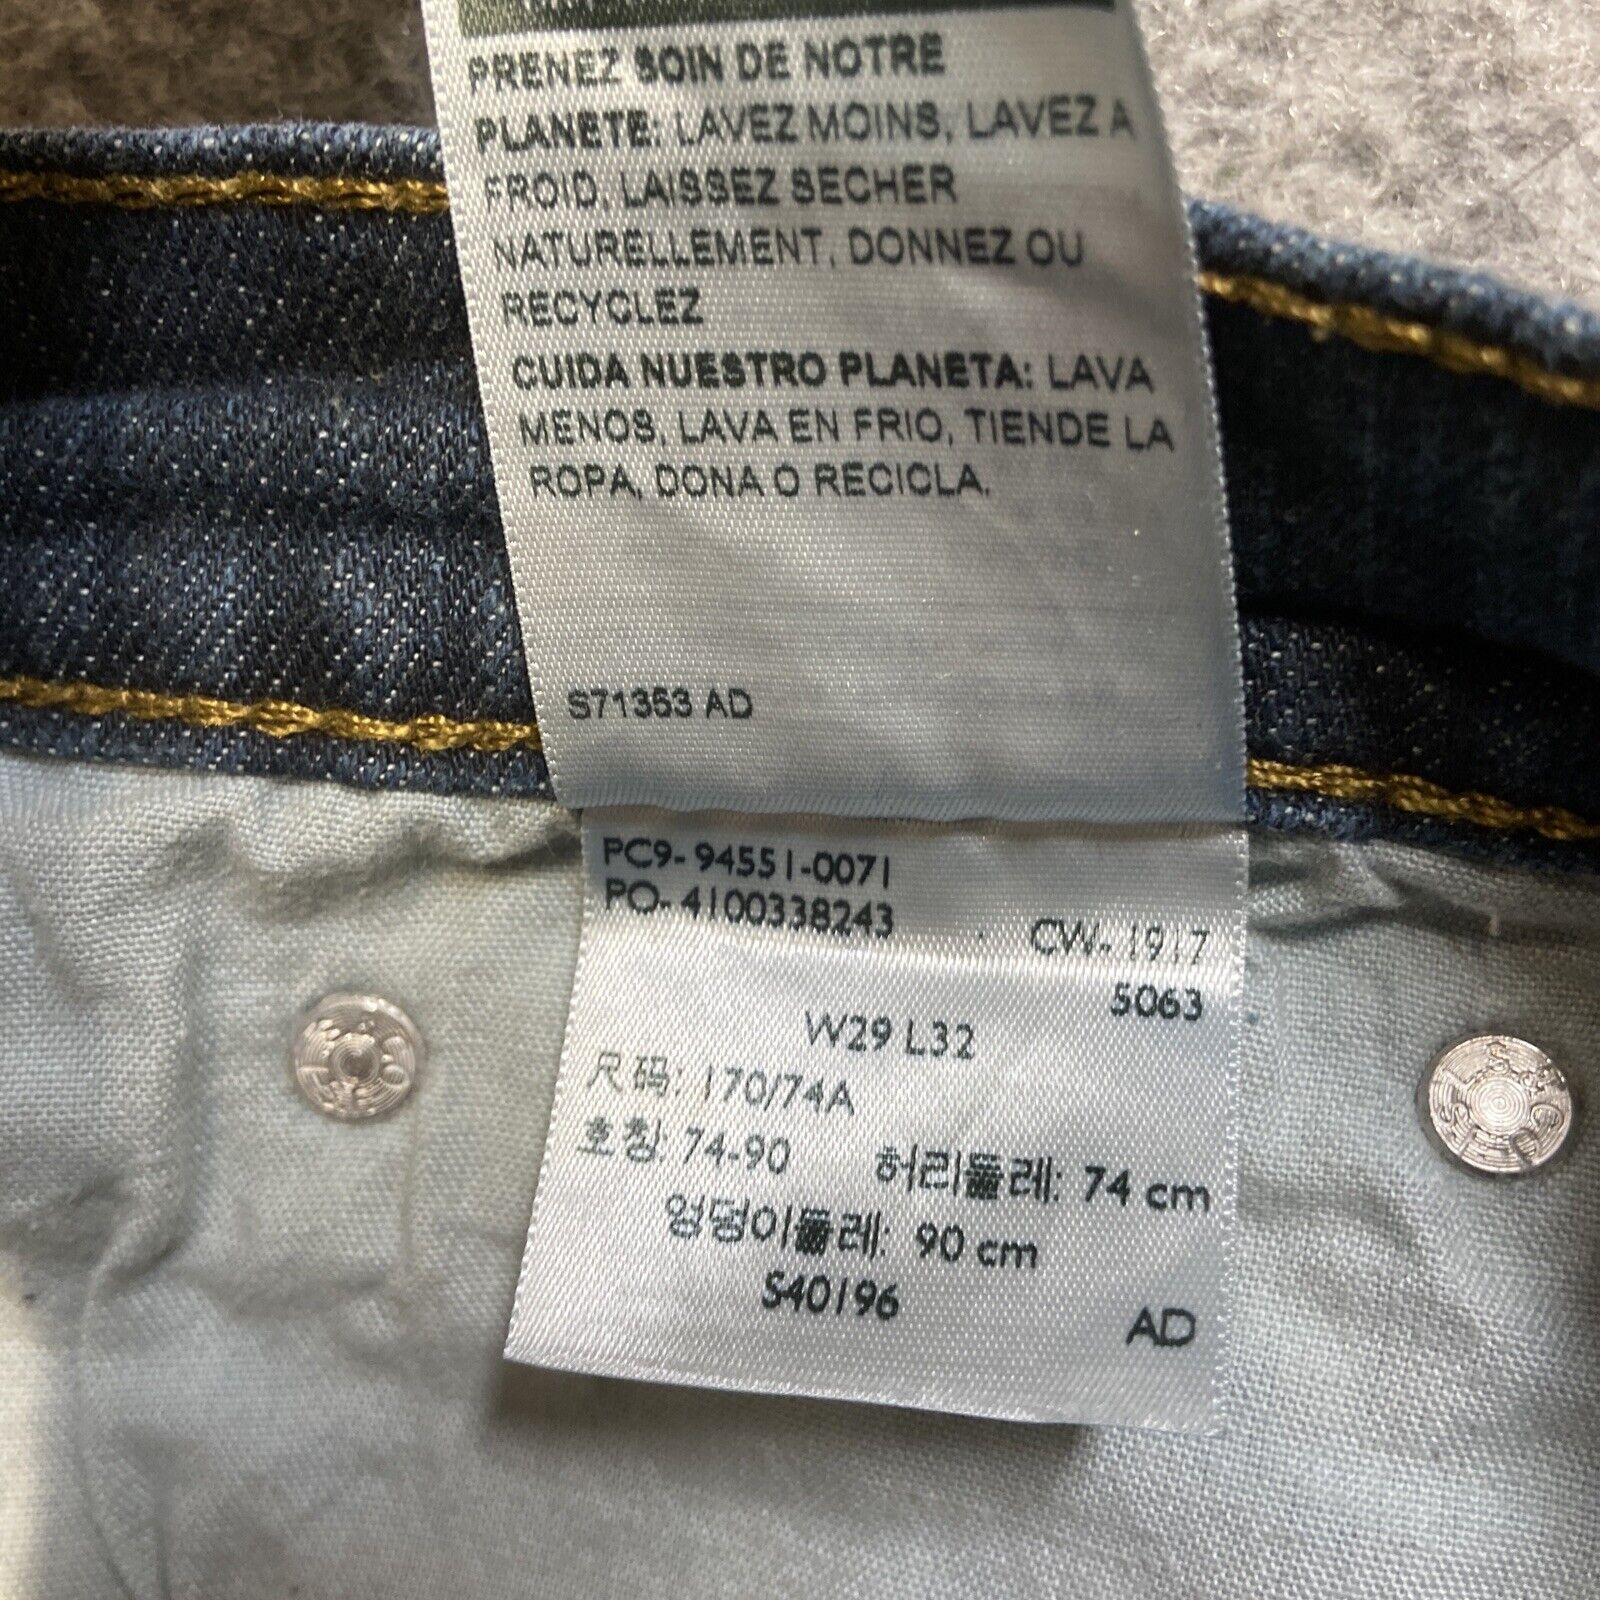 PRENEZ SOIN DE NOTRE
PLANETE: LAVEZ MOINS, LAVEZ A
FROID, LAISSEZ SECHER
NATURELLEMENT, DONNEZ OU
RECYCLEZ
CUIDA NUESTRO PLANETA: LAVA
MENOS, LAVA EN FRIO, TIENDE LA
ROPA, DONA O RECICLA.
S71353 AD
PC9-94551-0071
PO-4100338243
CW-1917
5063
W29 L32
尺码: 170/74A
호칭: 74-90 허리둘레: 74 cm
엉덩이둘레: 90 cm
S40196
AD